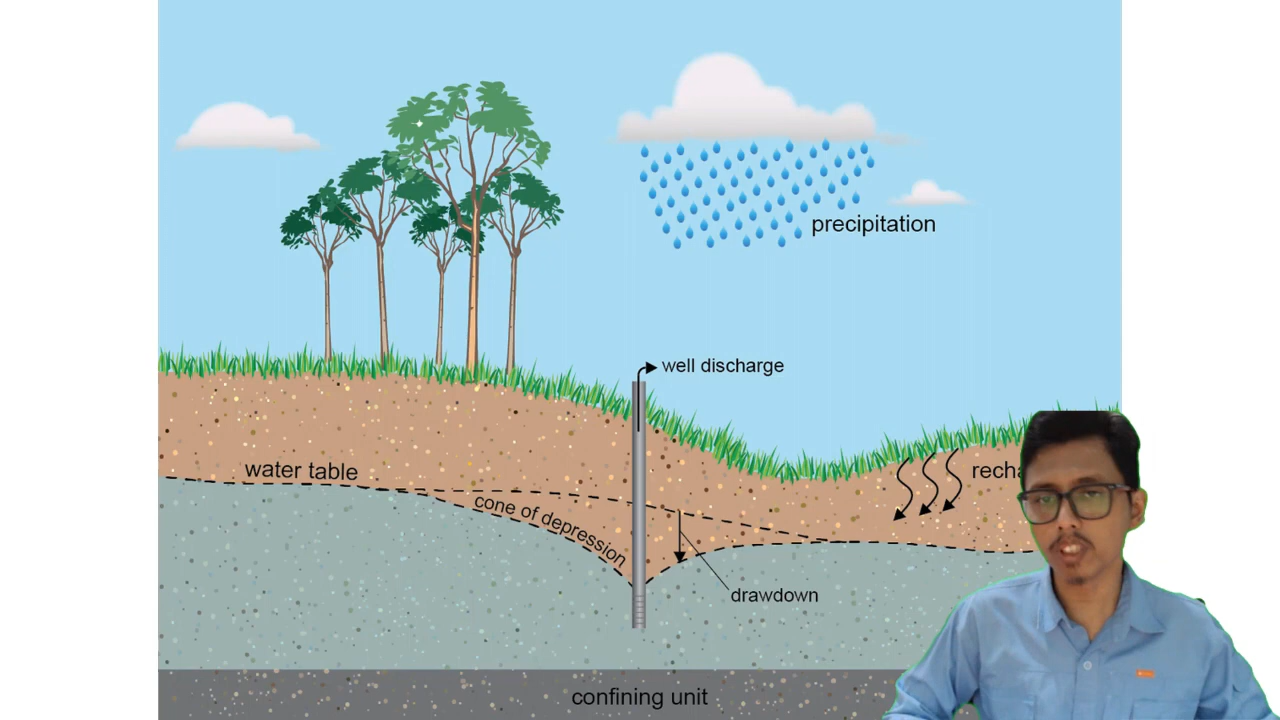 precipitation
well discharge
water table
cone of depression
drawdown
confining unit